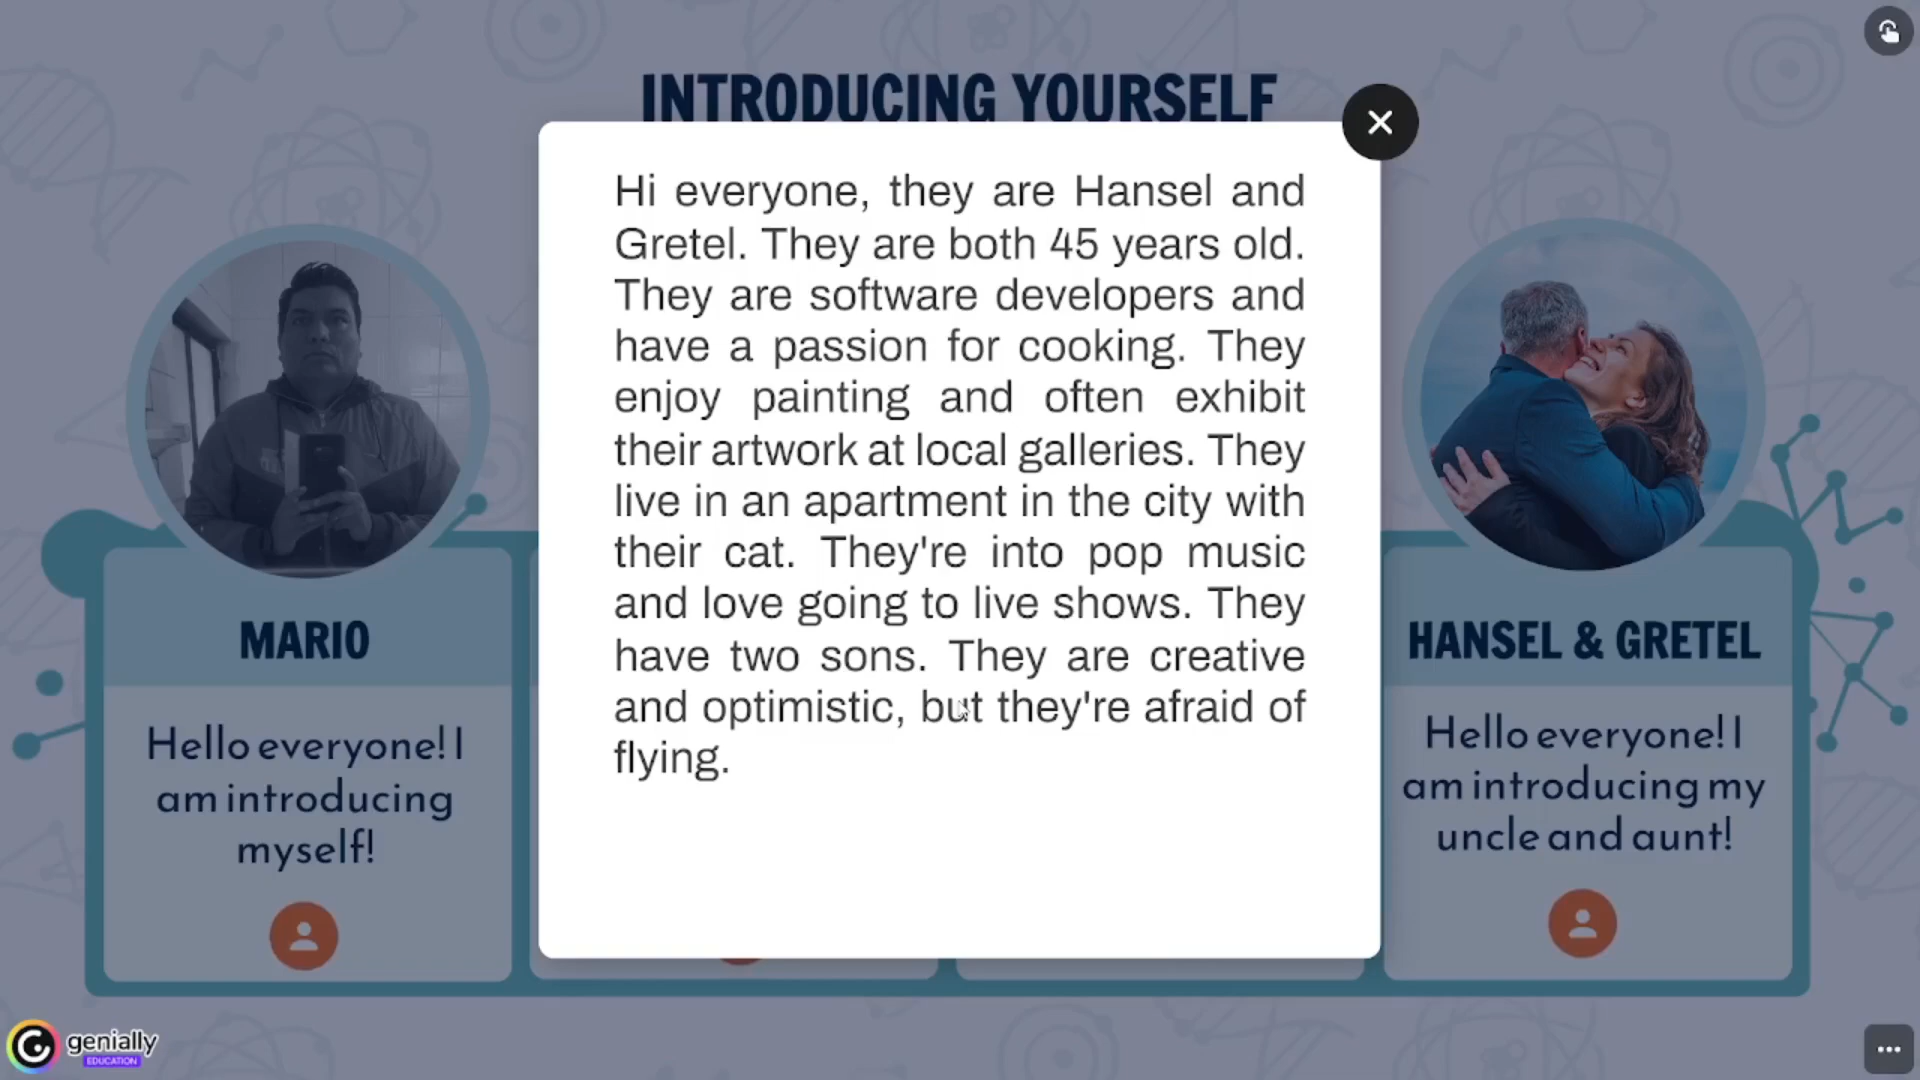 INTRODUCING YOURSELF
Hi everyone, they are Hansel and
Gretel. They are both 45 years old.
They are software developers and
have a passion for cooking. They
enjoy painting and often exhibit
their artwork at local galleries. They
live in an apartment in the city with
their cat. They're into pop music
and love going to live shows. They
have two sons. They are creative
and optimistic, but they're afraid of
flying.
MARIO
Hello everyone! I
am introducing
myself!
HANSEL & GRETEL
Hello everyone! I
am introducing my
uncle and aunt!
genially
EDUCATION